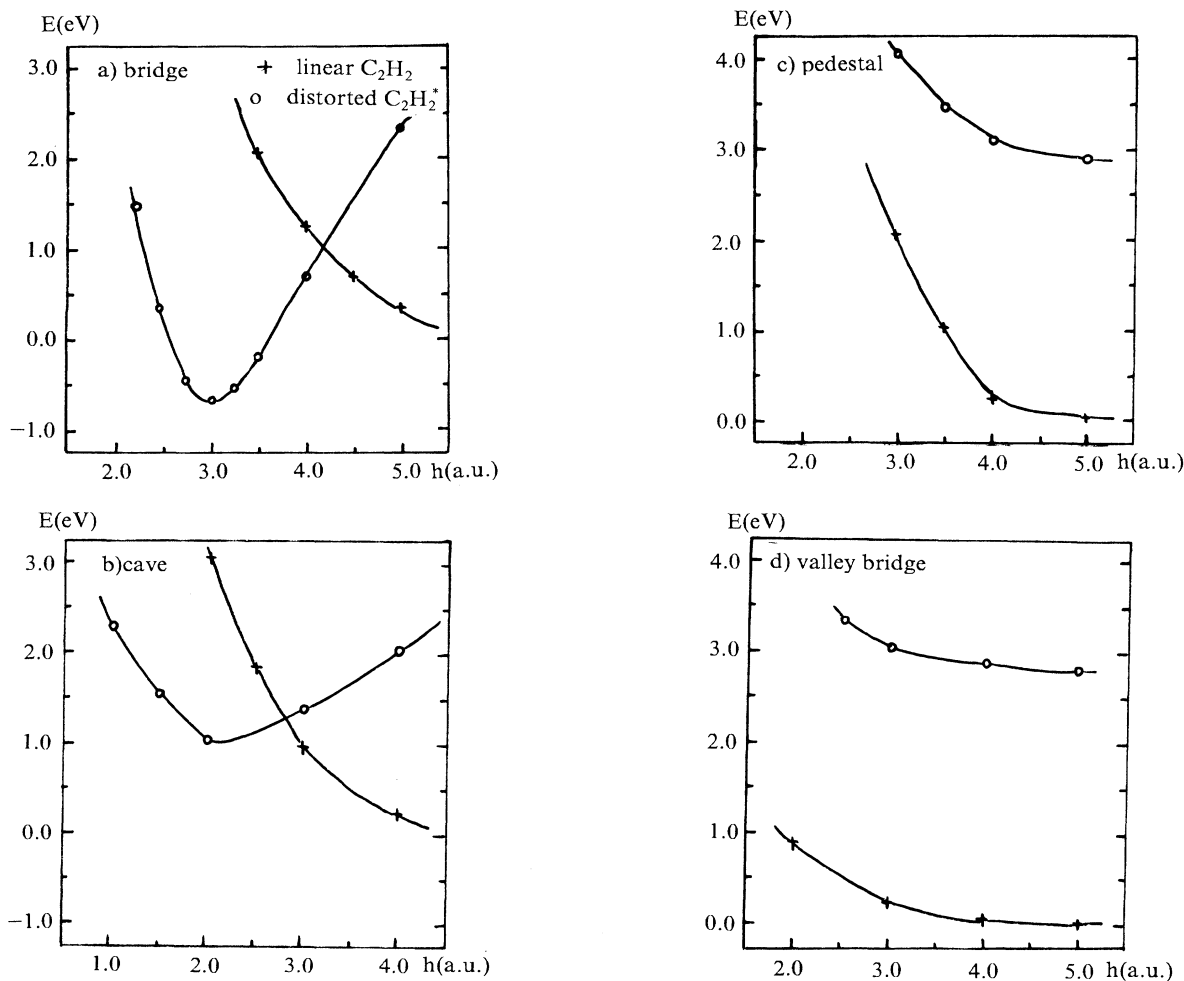 E(eV)
a) bridge
+ linear C₂H₂
o distorted C₂H₂*
3.0
2.0
1.0
0.0
−1.0
2.0 3.0 4.0 5.0 h(a.u.)
E(eV)
c) pedestal
4.0
3.0
2.0
1.0
0.0
2.0 3.0 4.0 5.0 h(a.u.)
E(eV)
b)cave
3.0
2.0
1.0
0.0
−1.0
1.0 2.0 3.0 4.0 h(a.u.)
E(eV)
d) valley bridge
4.0
3.0
2.0
1.0
0.0
2.0 3.0 4.0 5.0 h(a.u.)